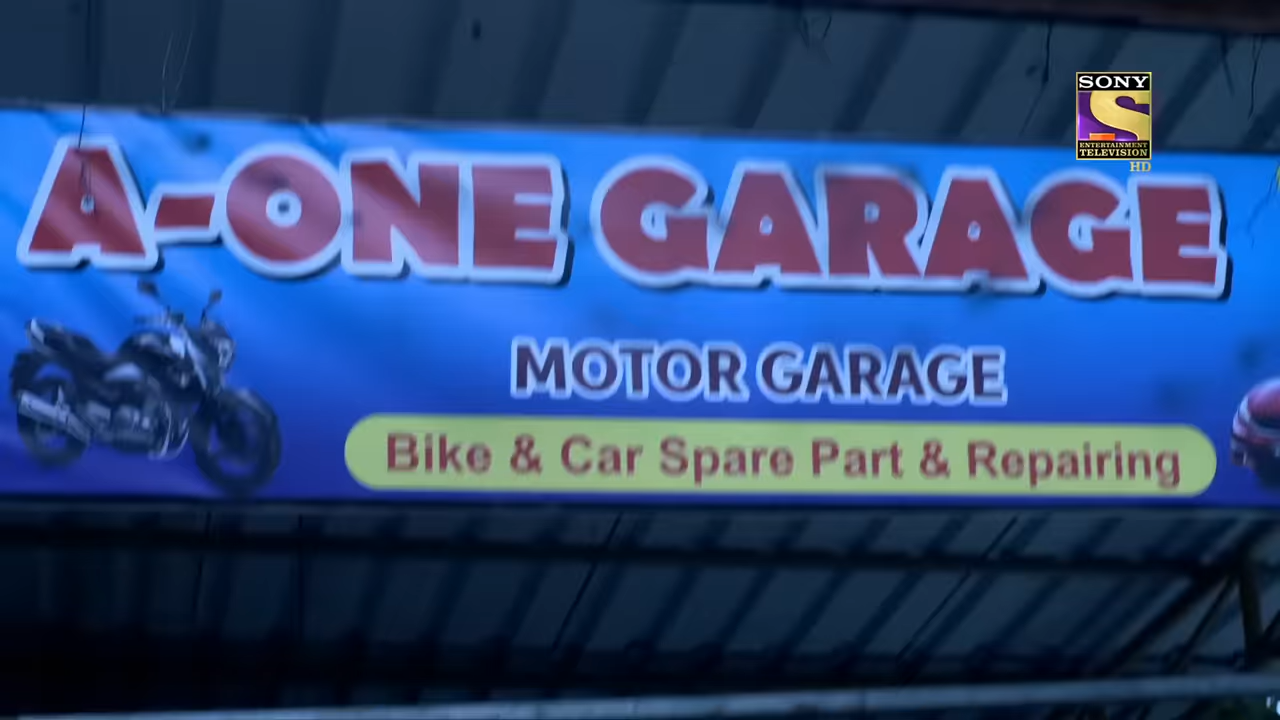 SONY
ENTERTAINMENT
TELEVISION
HD
A-ONE GARAGE
MOTOR GARAGE
Bike & Car Spare Part & Repairing